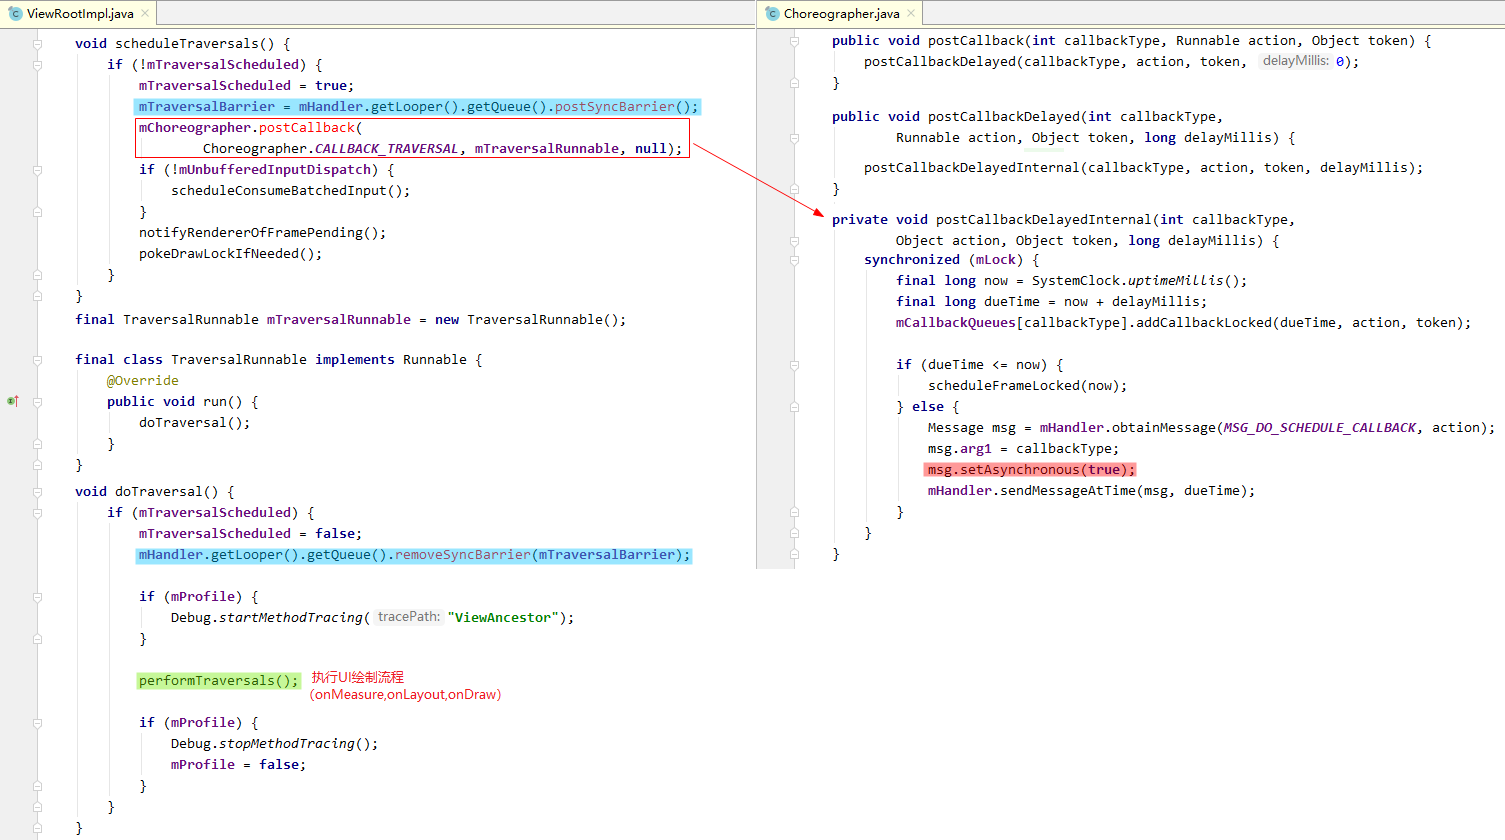 ViewRootImpl.java
void scheduleTraversals() {
if (!mTraversalScheduled) {
mTraversalScheduled = true;
mTraversalBarrier = mHandler.getLooper().getQueue().postSyncBarrier();
mChoreographer.postCallback(
Choreographer.CALLBACK_TRAVERSAL, mTraversalRunnable, null);
if (!mUnbufferedInputDispatch) {
scheduleConsumeBatchedInput();
}
notifyRendererOfFramePending();
pokeDrawLockIfNeeded();
}
}
final TraversalRunnable mTraversalRunnable = new TraversalRunnable();
final class TraversalRunnable implements Runnable {
@Override
public void run() {
doTraversal();
}
}
void doTraversal() {
if (mTraversalScheduled) {
mTraversalScheduled = false;
mHandler.getLooper().getQueue().removeSyncBarrier(mTraversalBarrier);
if (mProfile) {
Debug.startMethodTracing( tracePath: "ViewAncestor");
}
performTraversals(); 执行UI绘制流程
（onMeasure,onLayout,onDraw）
if (mProfile) {
Debug.stopMethodTracing();
mProfile = false;
}
}
}
Choreographer.java
public void postCallback(int callbackType, Runnable action, Object token) {
postCallbackDelayed(callbackType, action, token, delayMillis: 0);
}
public void postCallbackDelayed(int callbackType,
Runnable action, Object token, long delayMillis) {
postCallbackDelayedInternal(callbackType, action, token, delayMillis);
}
private void postCallbackDelayedInternal(int callbackType,
Object action, Object token, long delayMillis) {
synchronized (mLock) {
final long now = SystemClock.uptimeMillis();
final long dueTime = now + delayMillis;
mCallbackQueues[callbackType].addCallbackLocked(dueTime, action, token);
if (dueTime <= now) {
scheduleFrameLocked(now);
} else {
Message msg = mHandler.obtainMessage(MSG_DO_SCHEDULE_CALLBACK, action);
msg.arg1 = callbackType;
msg.setAsynchronous(true);
mHandler.sendMessageAtTime(msg, dueTime);
}
}
}